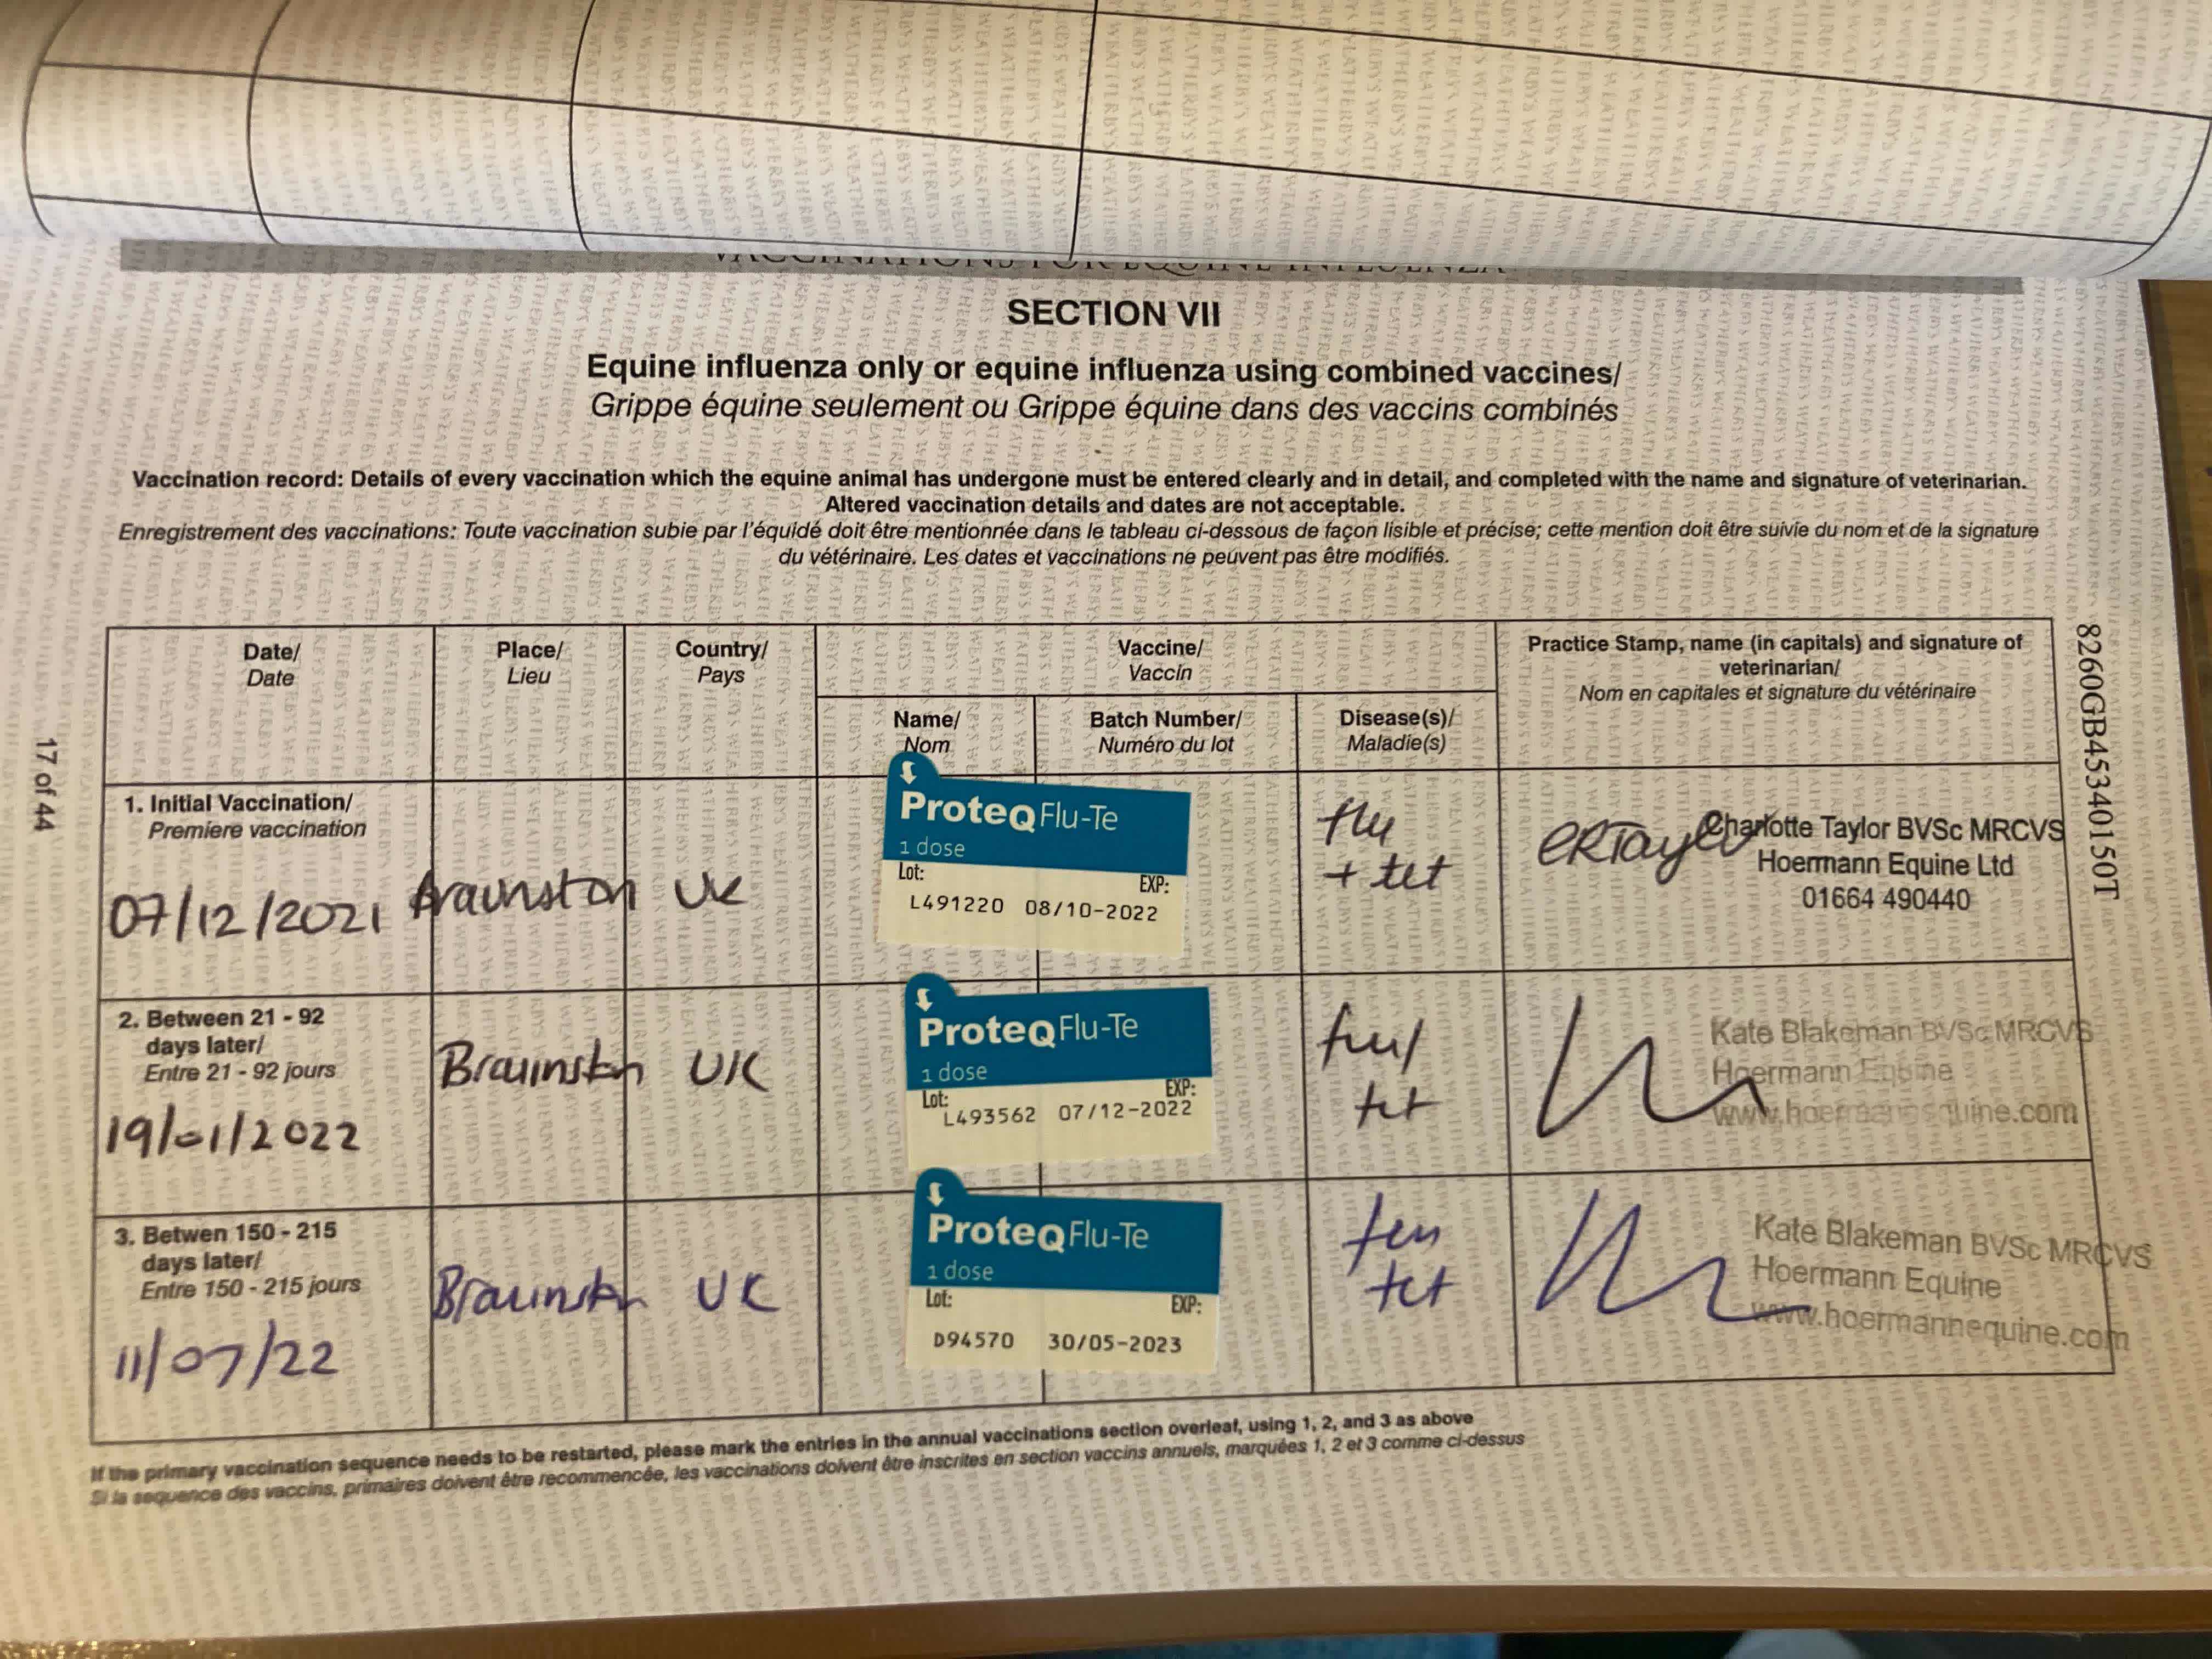 VACCINATIONS FOR EQUINE INFLUENZA
SECTION VII
Equine influenza only or equine influenza using combined vaccines/
Grippe équine seulement ou Grippe équine dans des vaccins combinés
Vaccination record: Details of every vaccination which the equine animal has undergone must be entered clearly and in detail, and completed with the name and signature of veterinarian.
Altered vaccination details and dates are not acceptable.
Enregistrement des vaccinations: Toute vaccination subie par l'équidé doit être mentionnée dans le tableau ci-dessous de façon lisible et précise; cette mention doit être suivie du nom et de la signature
du vétérinaire. Les dates et vaccinations ne peuvent pas être modifiés.
Date/
Date
Place/
Lieu
Country/
Pays
Vaccine/
Vaccin
Name/
Nom
Batch Number/
Numéro du lot
Disease(s)/
Maladie(s)
Practice Stamp, name (in capitals) and signature of
veterinarian/
Nom en capitales et signature du vétérinaire
1. Initial Vaccination/
Premiere vaccination
07/12/2021
Braunston
UK
ProteqFlu-Te
1 dose
Lot:
EXP:
L491220 08/10-2022
flu
+ tet
CRTaylor
Charlotte Taylor BVSc MRCVS
Hoermann Equine Ltd
01664 490440
2. Between 21 - 92
days later/
Entre 21 - 92 jours
19/01/2022
Braunston
UK
ProteqFlu-Te
1 dose
Lot:
EXP:
L493562 07/12-2022
flu/
tet
Kate Blakeman BVSc MRCVS
Hoermann Equine
www.hoermannequine.com
3. Betwen 150 - 215
days later/
Entre 150 - 215 jours
11/07/22
Braunston
UK
ProteqFlu-Te
1 dose
Lot:
EXP:
D94570 30/05-2023
flu
tet
Kate Blakeman BVSc MRCVS
Hoermann Equine
www.hoermannequine.com
If the primary vaccination sequence needs to be restarted, please mark the entries in the annual vaccinations section overleaf, using 1, 2, and 3 as above
Si la sequence des vaccins, primaires doivent être recommencée, les vaccinations doivent être inscrites en section vaccins annuels, marquées 1, 2 et 3 comme ci-dessus
17 of 44
8260GB45340150T